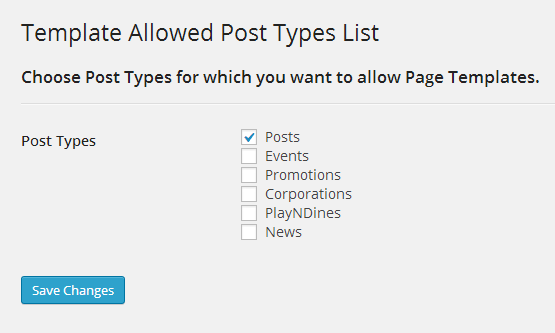 Template Allowed Post Types List
Choose Post Types for which you want to allow Page Templates.
Post Types
Posts
Events
Promotions
Corporations
PlayNDines
News
Save Changes